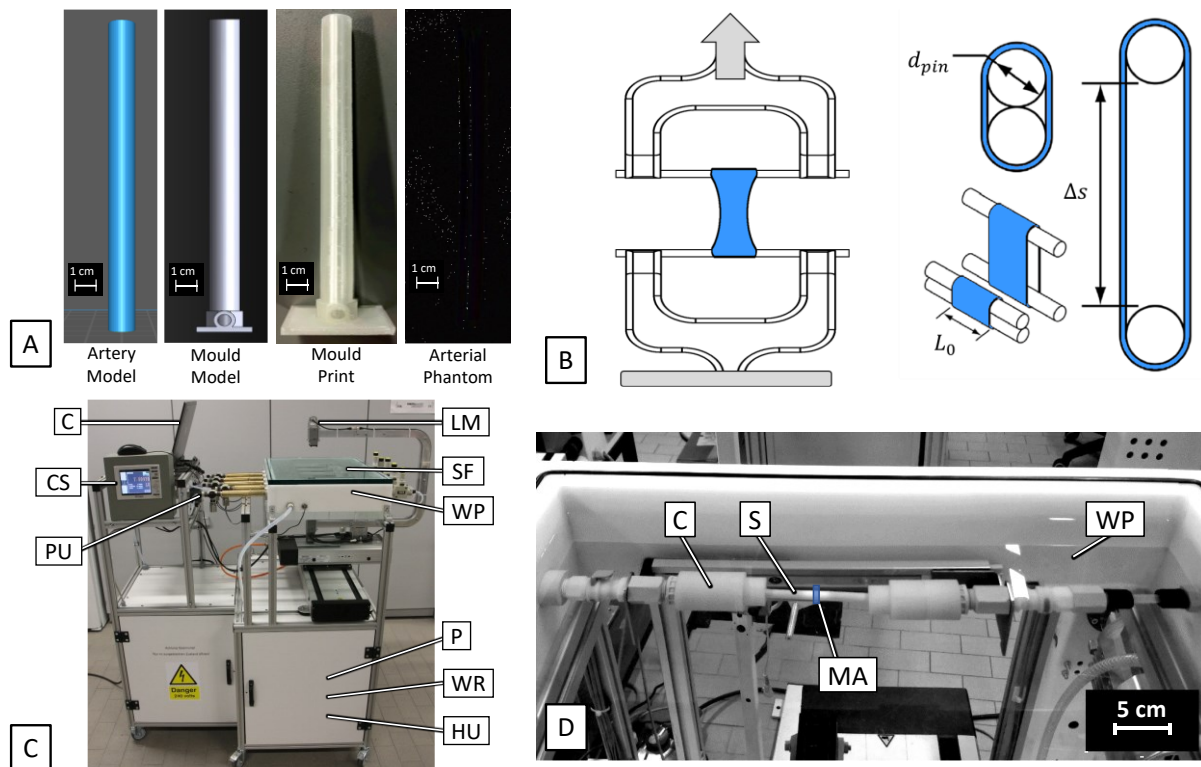 1 cm
1 cm
1 cm
1 cm
A
Artery
Model
Mould
Model
Mould
Print
Arterial
Phantom
B
d_pin
Δs
L_0
C
CS
PU
LM
SF
WP
P
WR
HU
Danger
C
C
S
WP
MA
D
5 cm